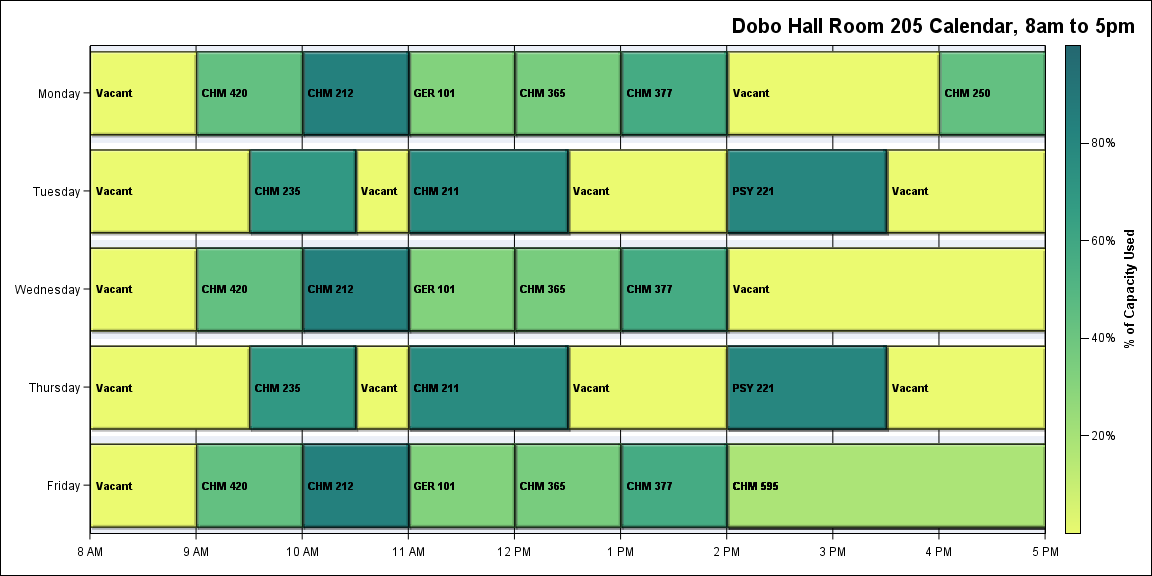 Dobo Hall Room 205 Calendar, 8am to 5pm
Monday
Vacant
CHM 420
CHM 212
GER 101
CHM 365
CHM 377
Vacant
CHM 250
Tuesday
Vacant
CHM 235
Vacant
CHM 211
Vacant
PSY 221
Vacant
Wednesday
Vacant
CHM 420
CHM 212
GER 101
CHM 365
CHM 377
Vacant
Thursday
Vacant
CHM 235
Vacant
CHM 211
Vacant
PSY 221
Vacant
Friday
Vacant
CHM 420
CHM 212
GER 101
CHM 365
CHM 377
CHM 595
8 AM
9 AM
10 AM
11 AM
12 PM
1 PM
2 PM
3 PM
4 PM
5 PM
80%
60%
40%
20%
% of Capacity Used